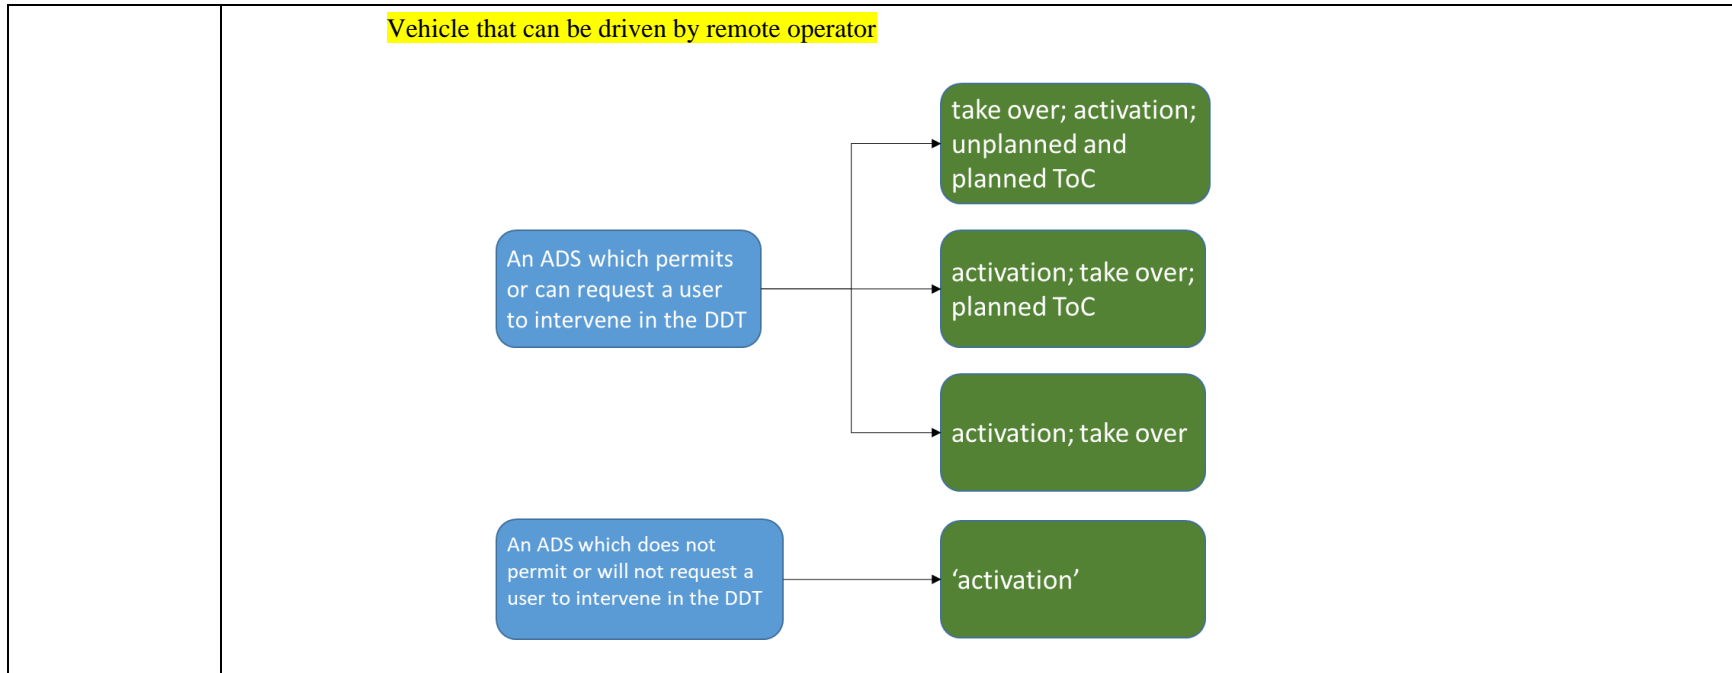 Vehicle that can be driven by remote operator
take over; activation;
unplanned and
planned ToC
An ADS which permits
or can request a user
to intervene in the DDT
activation; take over;
planned ToC
activation; take over
An ADS which does not
permit or will not request a
user to intervene in the DDT
‘activation’